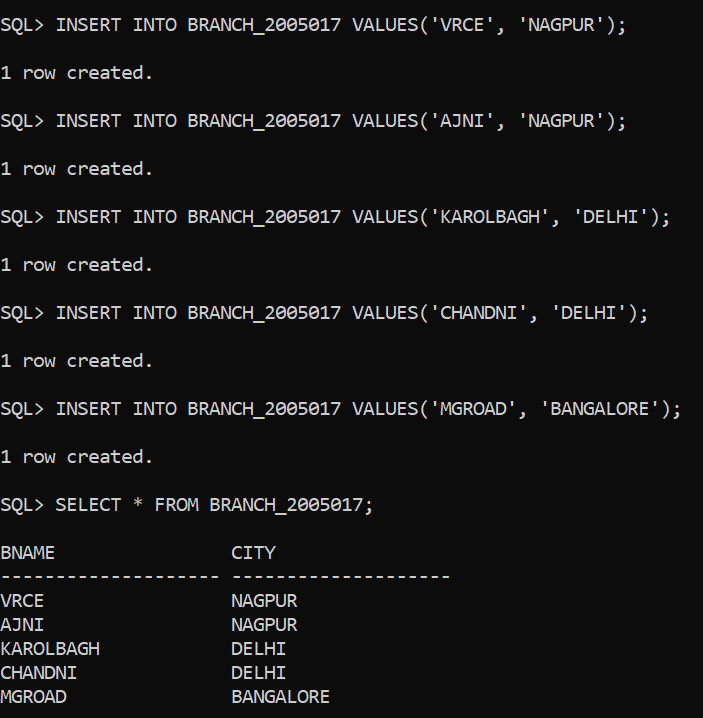 SQL> INSERT INTO BRANCH_2005017 VALUES('VRCE', 'NAGPUR');
1 row created.
SQL> INSERT INTO BRANCH_2005017 VALUES('AJNI', 'NAGPUR');
1 row created.
SQL> INSERT INTO BRANCH_2005017 VALUES('KAROLBAGH', 'DELHI');
1 row created.
SQL> INSERT INTO BRANCH_2005017 VALUES('CHANDNI', 'DELHI');
1 row created.
SQL> INSERT INTO BRANCH_2005017 VALUES('MGROAD', 'BANGALORE');
1 row created.
SQL> SELECT * FROM BRANCH_2005017;
BNAME                CITY
-------------------- --------------------
VRCE                 NAGPUR
AJNI                 NAGPUR
KAROLBAGH            DELHI
CHANDNI              DELHI
MGROAD               BANGALORE